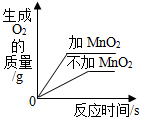 生成
O₂
的
质量
/g
加 MnO₂
不加 MnO₂
0
反应时间/s